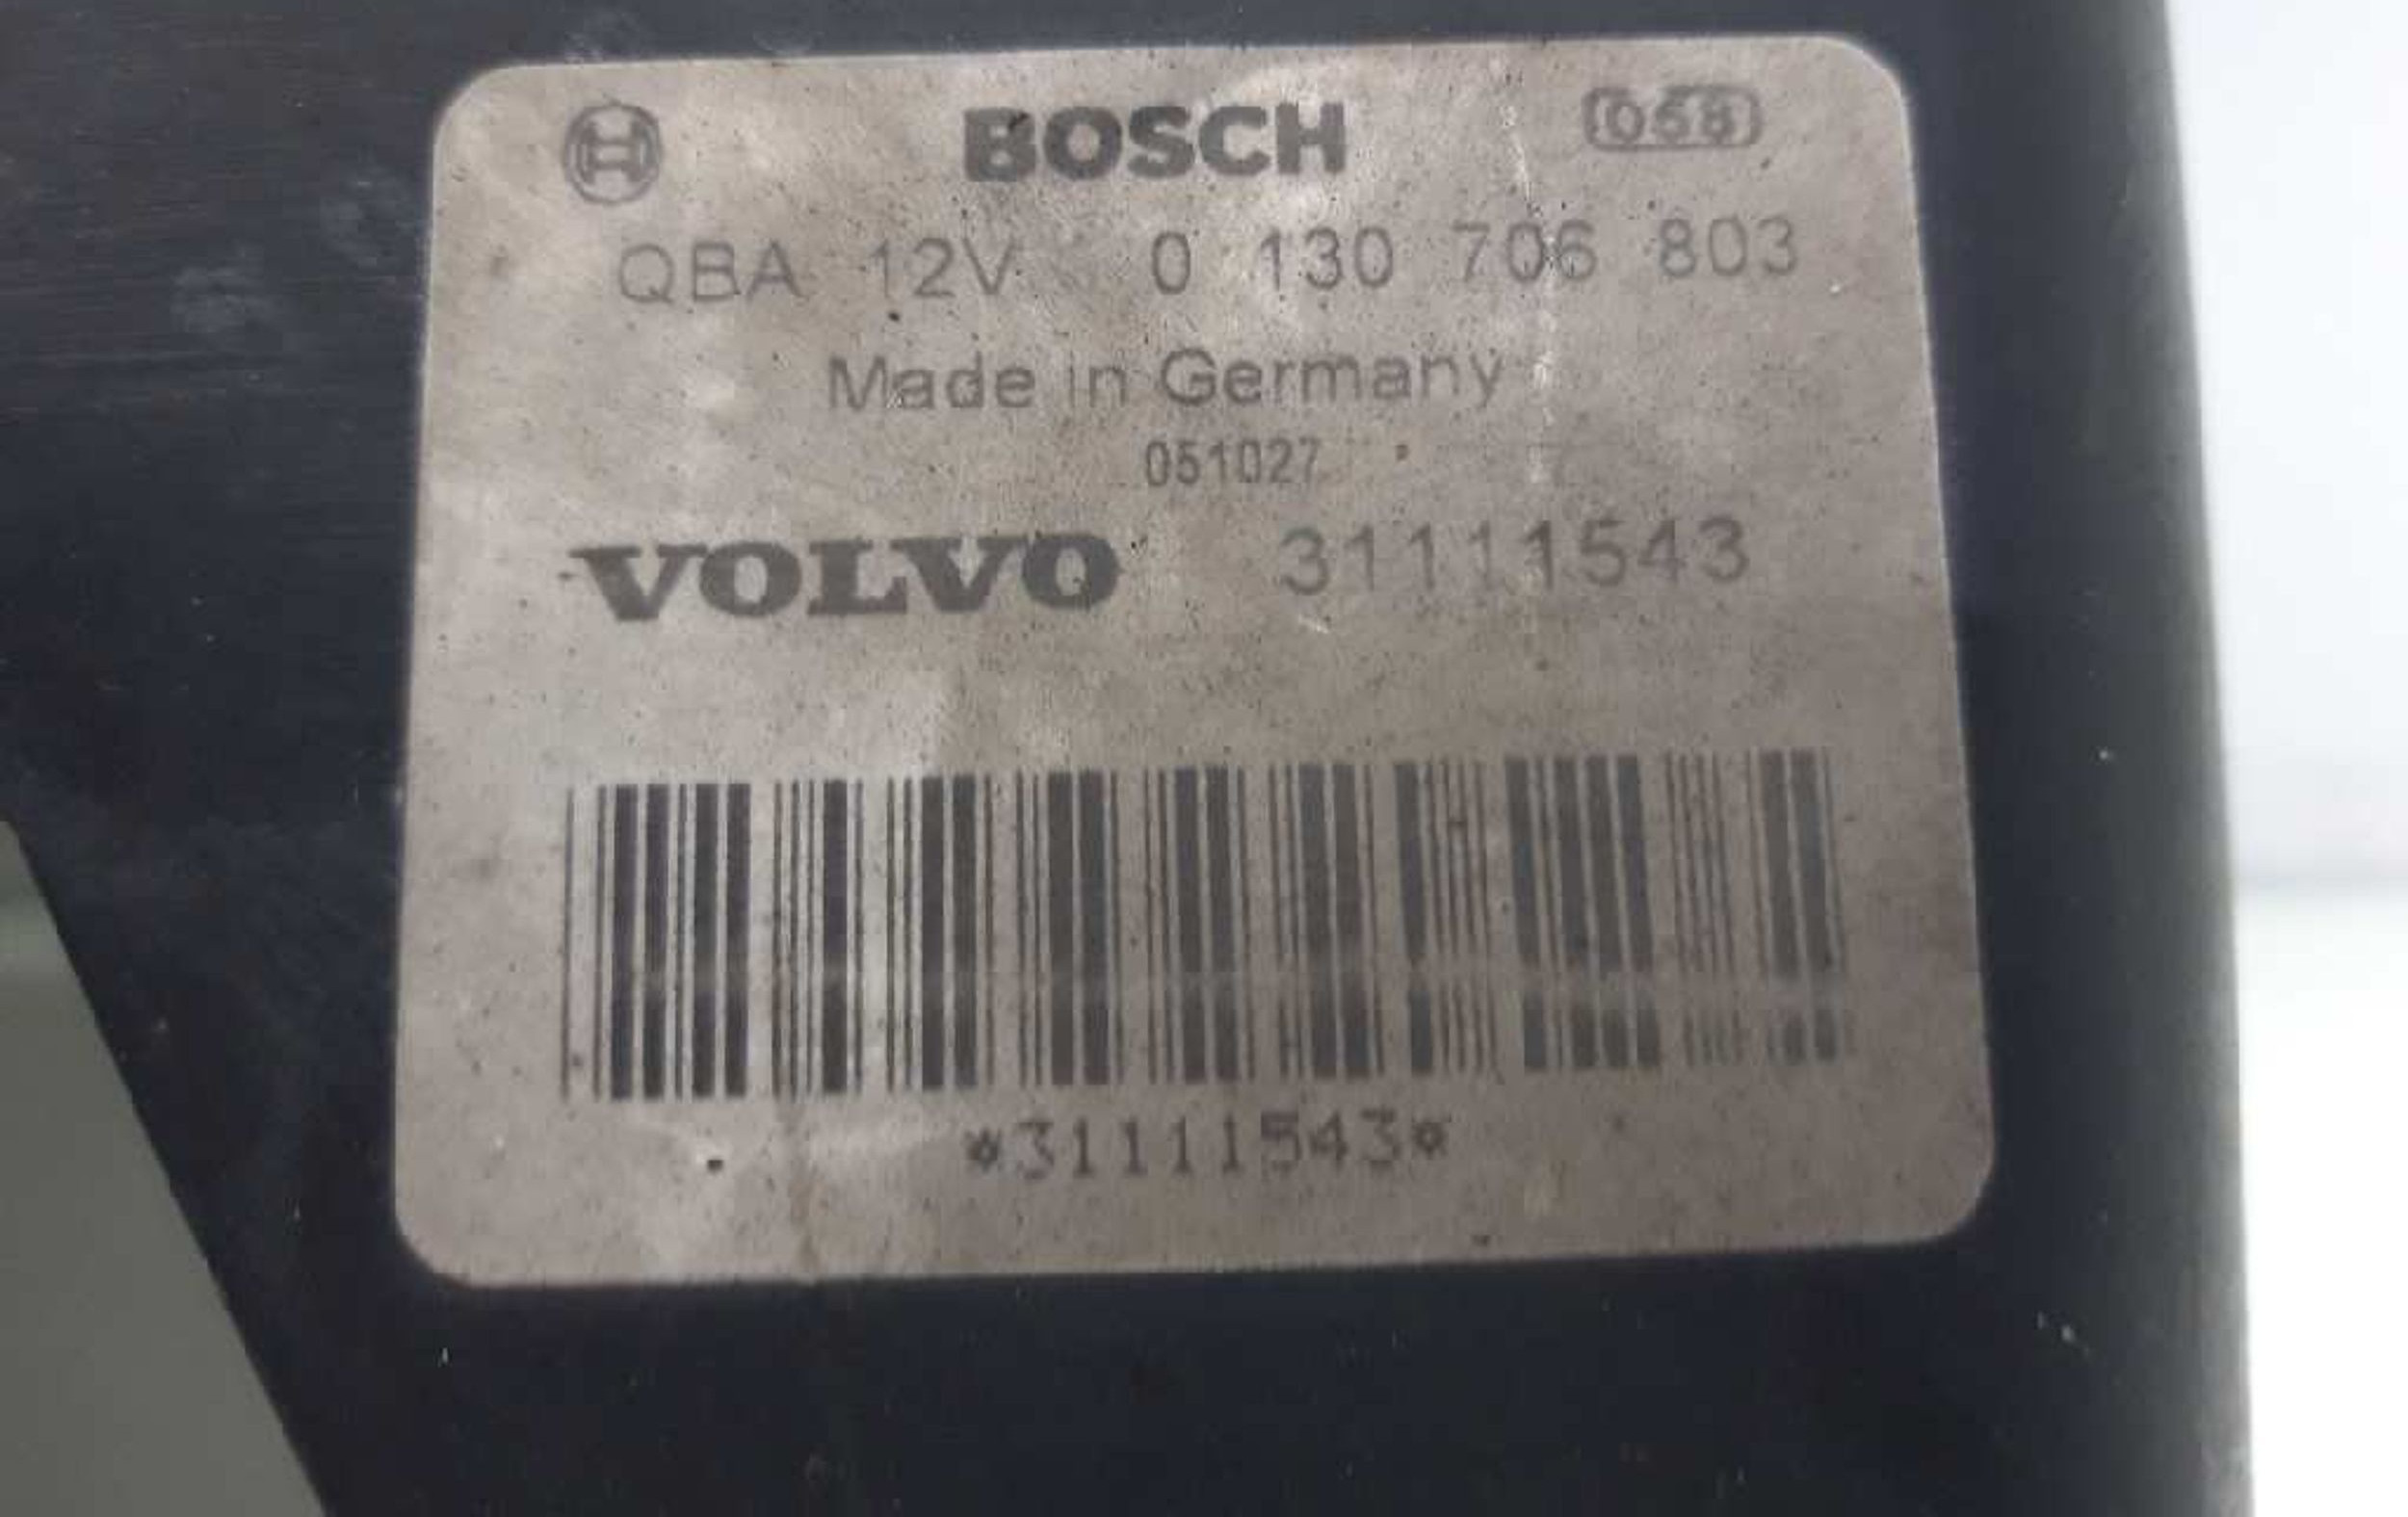 BOSCH 058
QBA 12V 0 130 706 803
Made in Germany
051027
VOLVO 31111543
*31111543*